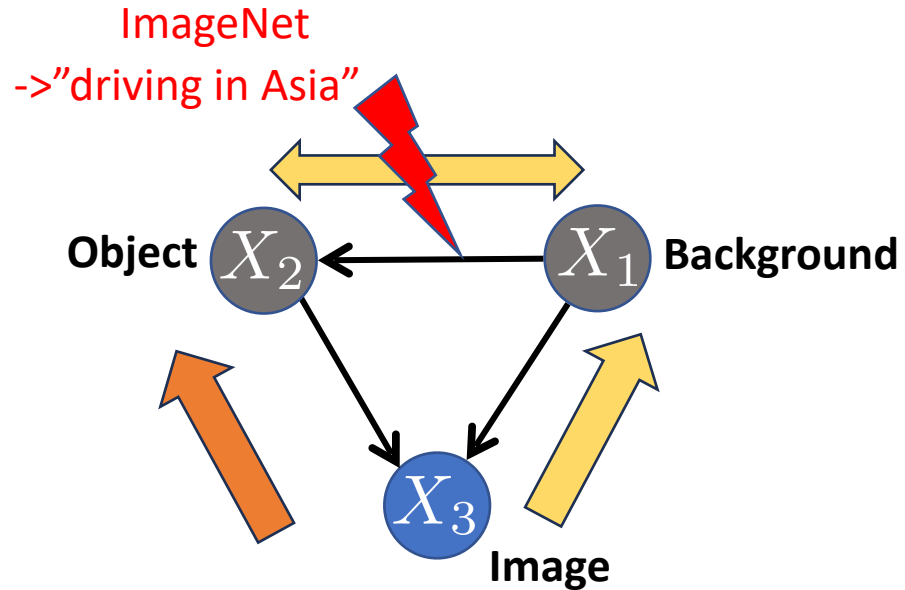 ImageNet
->”driving in Asia”
Object
X₂
X₁
Background
X₃
Image